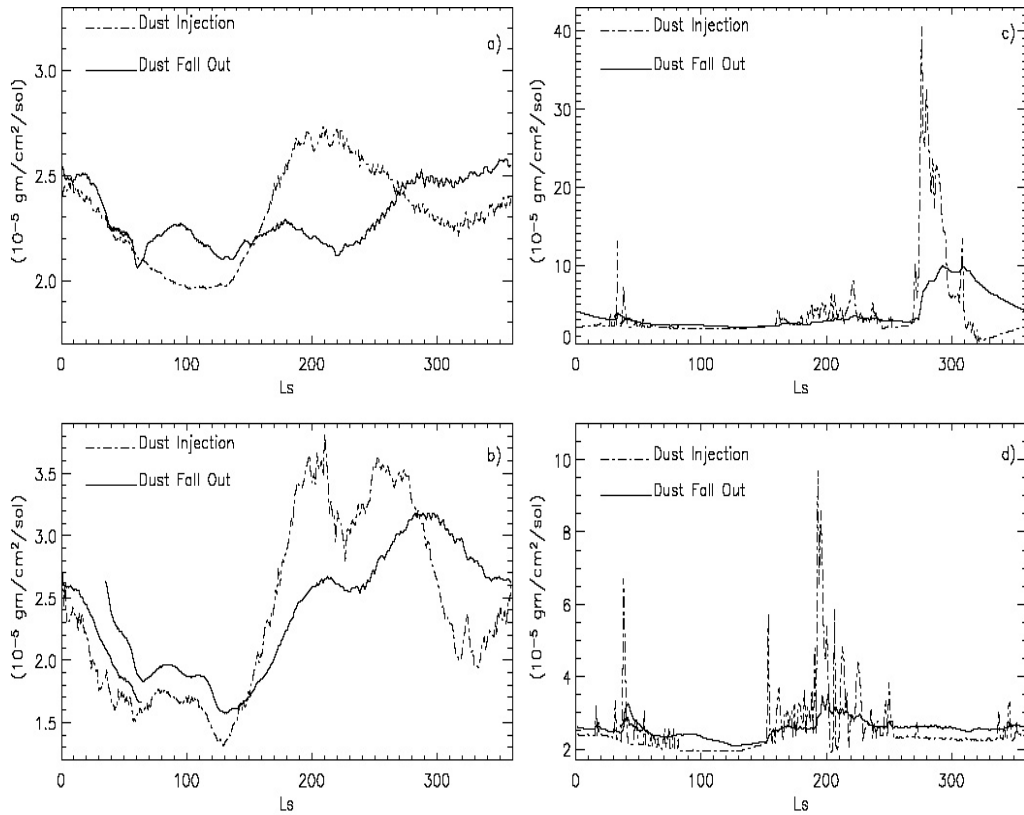 Dust Injection
Dust Fall Out
a)
3.0
2.5
2.0
(10⁻⁵ gm/cm²/sol)
0 100 200 300
Ls
Dust Injection
Dust Fall Out
c)
40
30
20
10
0
(10⁻⁵ gm/cm²/sol)
0 100 200 300
Ls
Dust Injection
Dust Fall Out
b)
3.5
3.0
2.5
2.0
1.5
(10⁻⁵ gm/cm²/sol)
0 100 200 300
Ls
Dust Injection
Dust Fall Out
d)
10
8
6
4
2
(10⁻⁵ gm/cm²/sol)
0 100 200 300
Ls